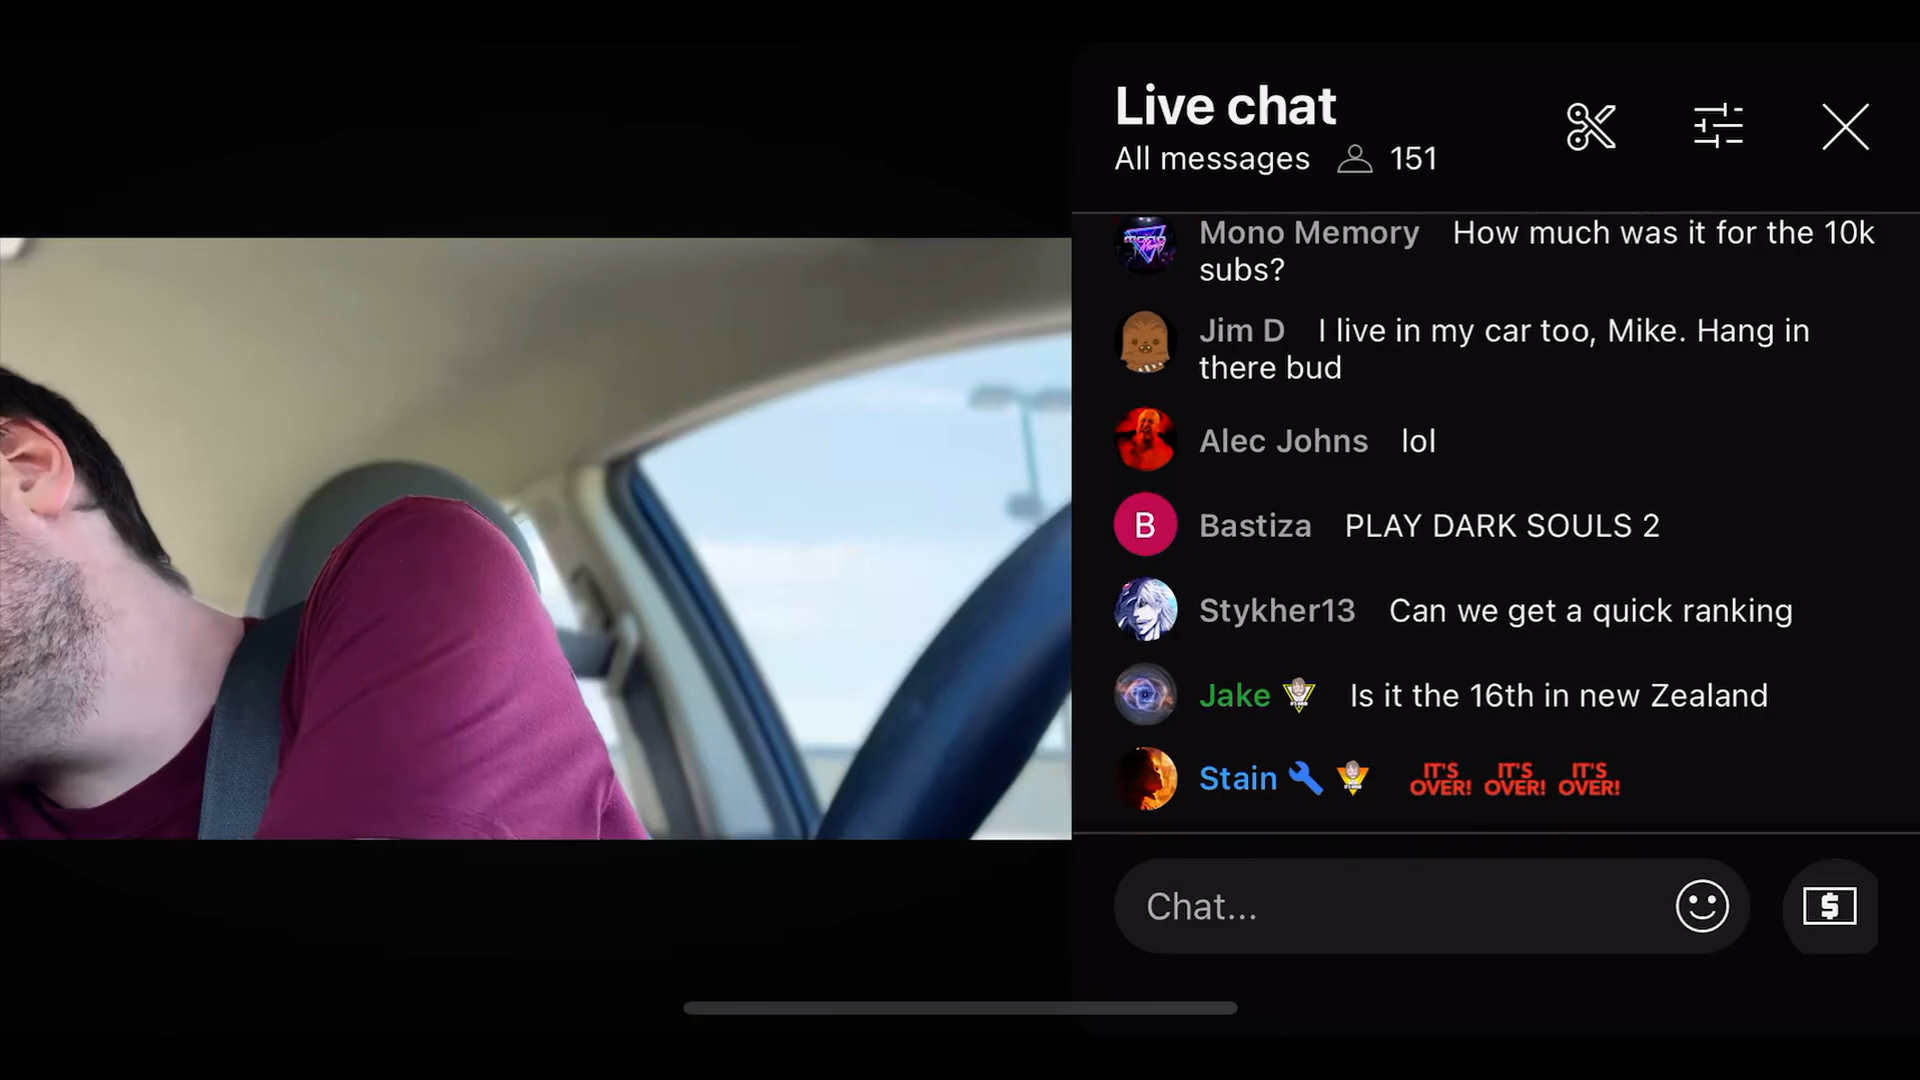 Live chat
All messages 151
Mono Memory How much was it for the 10k
subs?
Jim D I live in my car too, Mike. Hang in
there bud
Alec Johns lol
B Bastiza PLAY DARK SOULS 2
Stykher13 Can we get a quick ranking
Jake Is it the 16th in new Zealand
Stain IT'S OVER! IT'S OVER! IT'S OVER!
Chat...
$